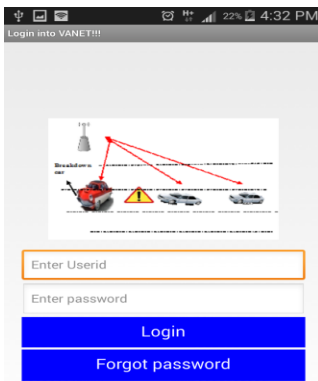 H+
22%
4:32 PM
Login into VANET!!!
Breakdown
car
Enter Userid
Enter password
Login
Forgot password